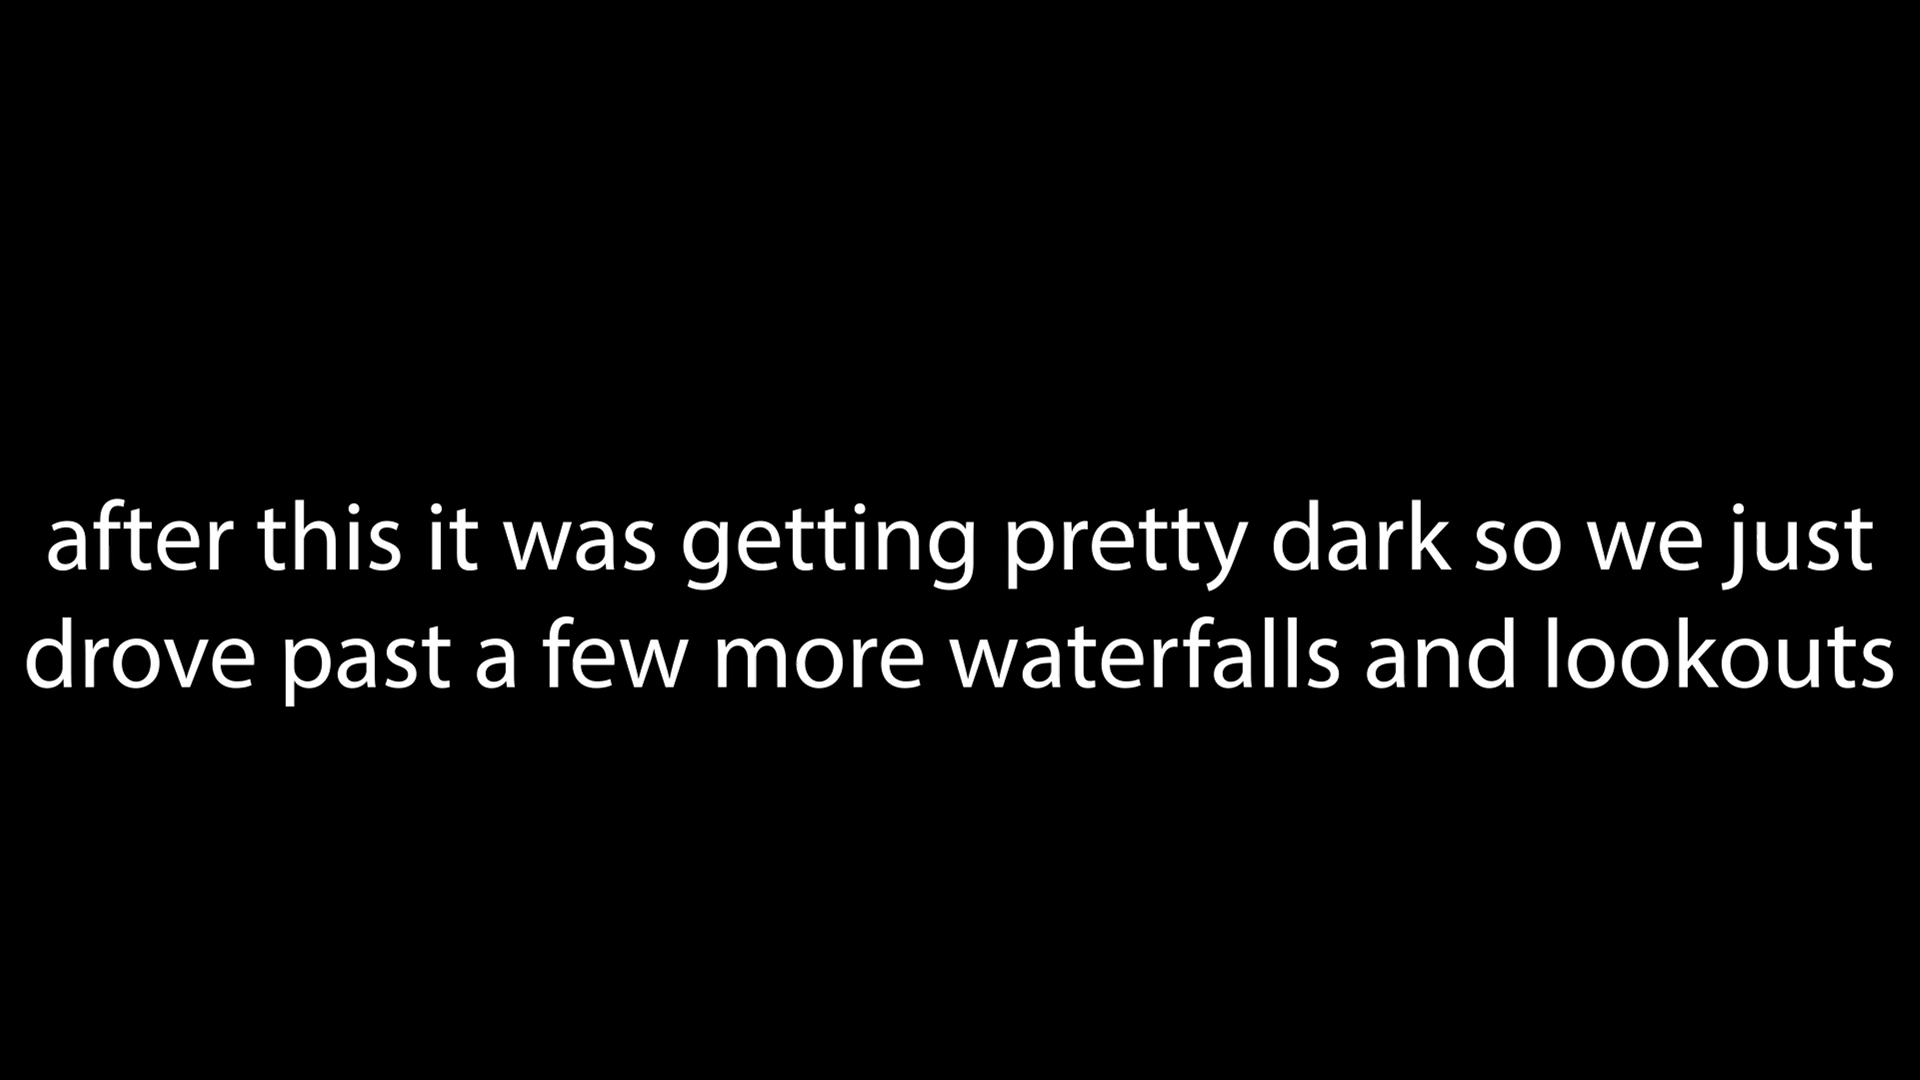 after this it was getting pretty dark so we just
drove past a few more waterfalls and lookouts